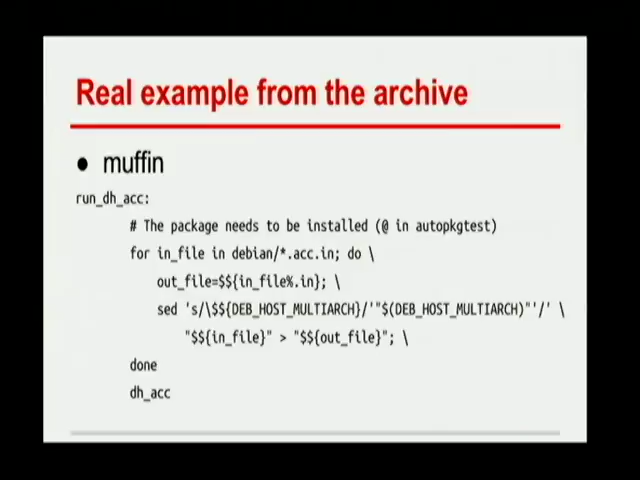 Real example from the archive
● muffin
run_dh_acc:
# The package needs to be installed (@ in autopkgtest)
for in_file in debian/*.acc.in; do \
out_file=$${in_file%.in}; \
sed 's/\$${DEB_HOST_MULTIARCH}/'"$(DEB_HOST_MULTIARCH)"'/' \
"$${in_file}" > "$${out_file}"; \
done
dh_acc